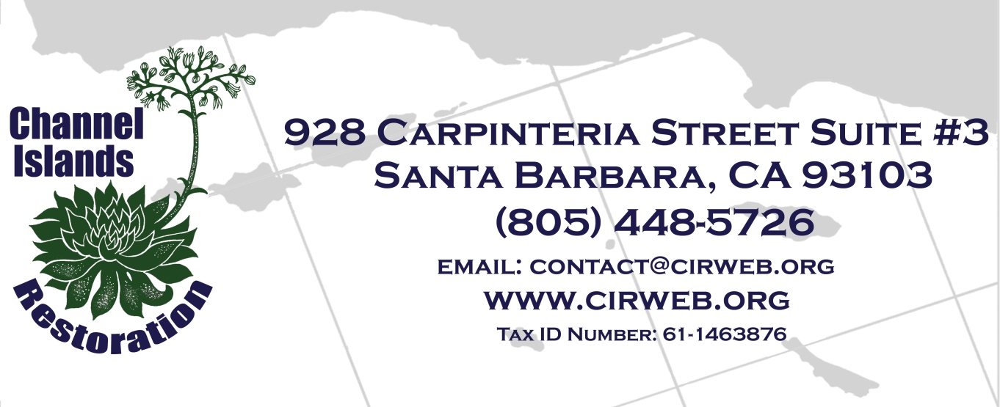 Channel
Islands
Restoration
928 Carpinteria Street Suite #3
Santa Barbara, CA 93103
(805) 448-5726
email: contact@cirweb.org
www.cirweb.org
Tax ID Number: 61-1463876